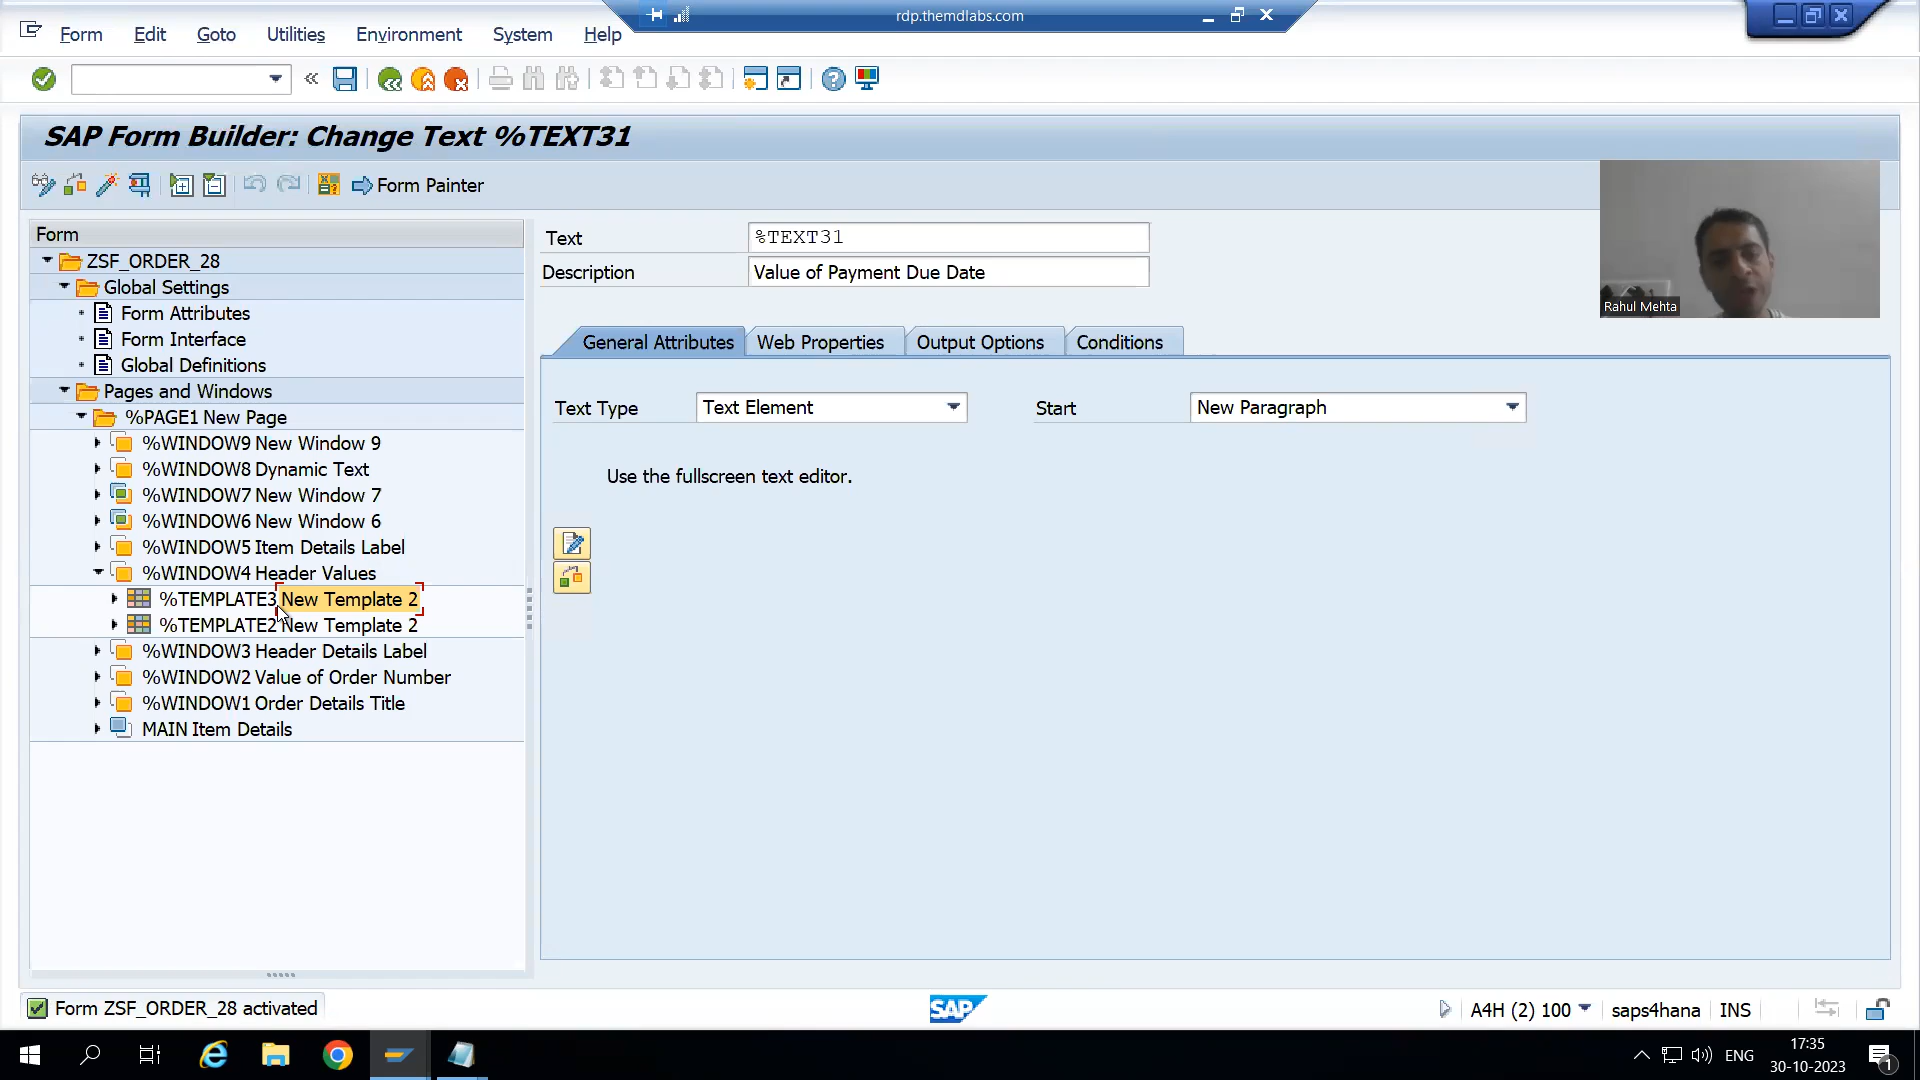 rdp.themdlabs.com
Form Edit Goto Utilities Environment System Help
SAP Form Builder: Change Text %TEXT31
Form Painter
Form
ZSF_ORDER_28
Global Settings
Form Attributes
Form Interface
Global Definitions
Pages and Windows
%PAGE1 New Page
%WINDOW9 New Window 9
%WINDOW8 Dynamic Text
%WINDOW7 New Window 7
%WINDOW6 New Window 6
%WINDOW5 Item Details Label
%WINDOW4 Header Values
%TEMPLATE3 New Template 2
%TEMPLATE2 New Template 2
%WINDOW3 Header Details Label
%WINDOW2 Value of Order Number
%WINDOW1 Order Details Title
MAIN Item Details
Text %TEXT31
Description Value of Payment Due Date
General Attributes Web Properties Output Options Conditions
Text Type Text Element Start New Paragraph
Use the fullscreen text editor.
Rahul Mehta
Form ZSF_ORDER_28 activated
SAP
A4H (2) 100 saps4hana INS
ENG
17:35
30-10-2023
1